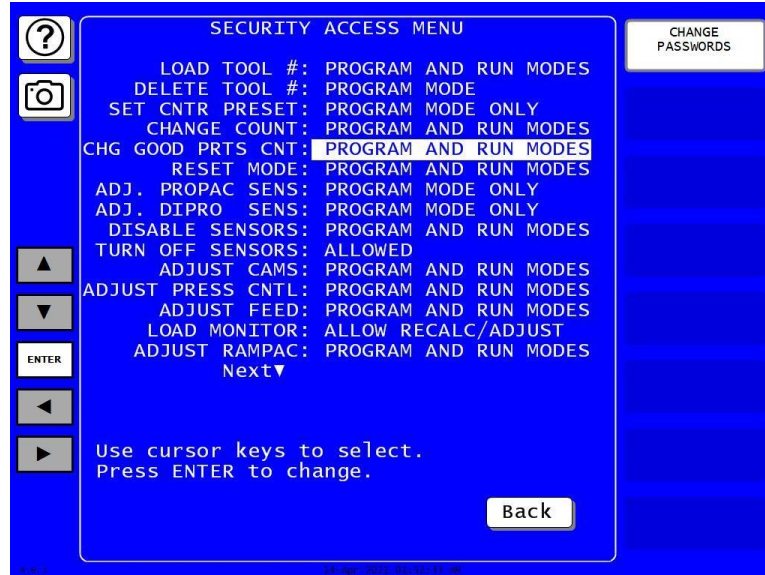 SECURITY ACCESS MENU
LOAD TOOL #: PROGRAM AND RUN MODES
DELETE TOOL #: PROGRAM MODE
SET CNTR PRESET: PROGRAM MODE ONLY
CHANGE COUNT: PROGRAM AND RUN MODES
CHG GOOD PRTS CNT: PROGRAM AND RUN MODES
RESET MODE: PROGRAM AND RUN MODES
ADJ. PROPAC SENS: PROGRAM MODE ONLY
ADJ. DIPRO SENS: PROGRAM MODE ONLY
DISABLE SENSORS: PROGRAM AND RUN MODES
TURN OFF SENSORS: ALLOWED
ADJUST CAMS: PROGRAM AND RUN MODES
ADJUST PRESS CNTL: PROGRAM AND RUN MODES
ADJUST FEED: PROGRAM AND RUN MODES
LOAD MONITOR: ALLOW RECALC/ADJUST
ADJUST RAMPAC: PROGRAM AND RUN MODES
Next▼
Use cursor keys to select.
Press ENTER to change.
Back
ENTER
CHANGE
PASSWORDS